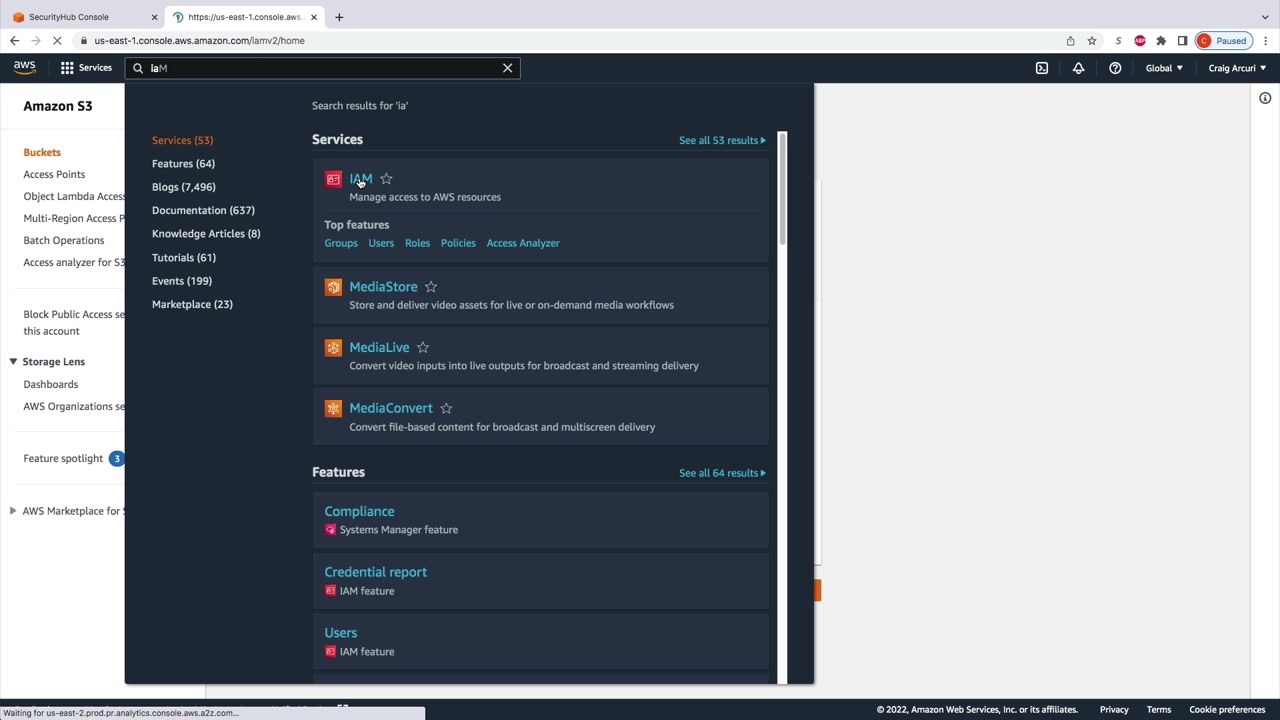 SecurityHub Console
https://us-east-1.console.aws.
us-east-1.console.aws.amazon.com/iamv2/home
S
ABP
C
Paused
aws
Services
iaM
Global
Craig Arcuri
Amazon S3
Buckets
Access Points
Object Lambda Acces
Multi-Region Access P
Batch Operations
Access analyzer for S3
Block Public Access se
this account
Storage Lens
Dashboards
AWS Organizations se
Feature spotlight 3
AWS Marketplace for S
Search results for 'ia'
Services (53)
Features (64)
Blogs (7,496)
Documentation (637)
Knowledge Articles (8)
Tutorials (61)
Events (199)
Marketplace (23)
Services
See all 53 results
IAM
Manage access to AWS resources
Top features
Groups Users Roles Policies Access Analyzer
MediaStore
Store and deliver video assets for live or on-demand media workflows
MediaLive
Convert video inputs into live outputs for broadcast and streaming delivery
MediaConvert
Convert file-based content for broadcast and multiscreen delivery
Features
See all 64 results
Compliance
Systems Manager feature
Credential report
IAM feature
Users
IAM feature
Waiting for us-east-2.prod.pr.analytics.console.aws.a2z.com...
© 2022, Amazon Web Services, Inc. or its affiliates.
Privacy
Terms
Cookie preferences